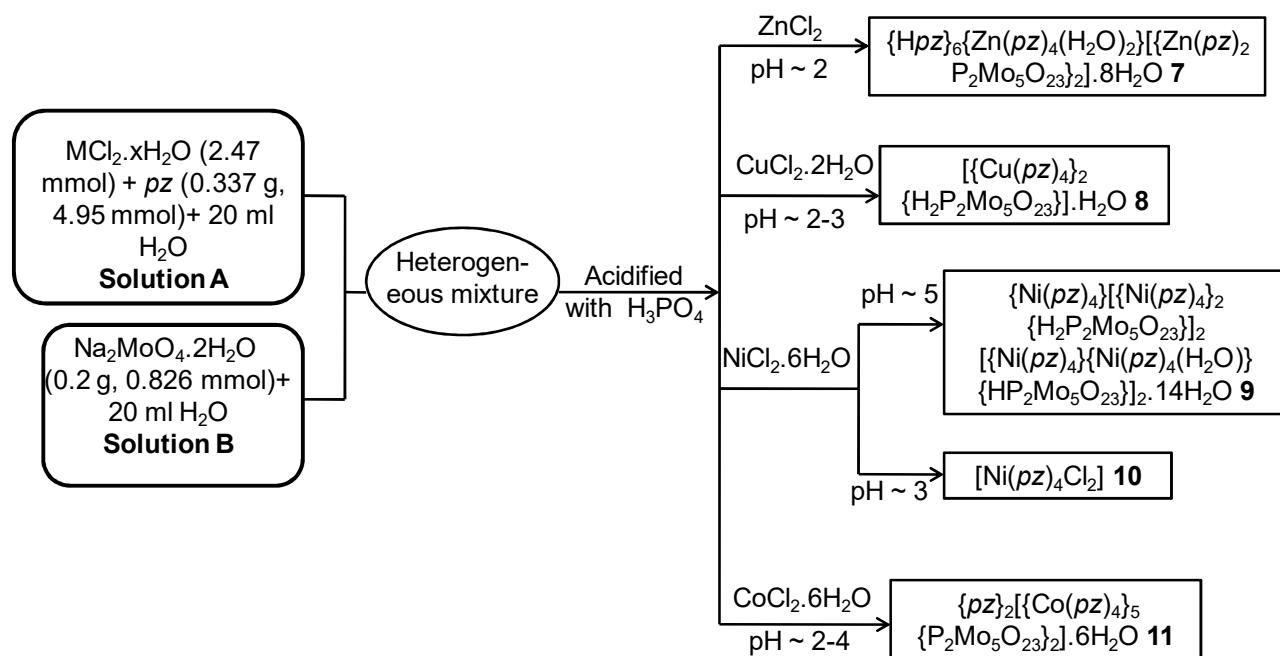 MCl₂.xH₂O (2.47
mmol) + pz (0.337 g,
4.95 mmol)+ 20 ml
H₂O
Solution A
Na₂MoO₄.2H₂O
(0.2 g, 0.826 mmol)+
20 ml H₂O
Solution B
Heterogen-
eous mixture
Acidified
with H₃PO₄
ZnCl₂
pH ~ 2
{Hpz}₆{Zn(pz)₄(H₂O)₂}[{Zn(pz)₂
P₂Mo₅O₂₃}₂].8H₂O 7
CuCl₂.2H₂O
pH ~ 2-3
[{Cu(pz)₄}₂
{H₂P₂Mo₅O₂₃}].H₂O 8
NiCl₂.6H₂O
pH ~ 5
{Ni(pz)₄}[{Ni(pz)₄}₂
{H₂P₂Mo₅O₂₃}]₂
[{Ni(pz)₄}{Ni(pz)₄(H₂O)}
{HP₂Mo₅O₂₃}]₂.14H₂O 9
pH ~ 3
[Ni(pz)₄Cl₂] 10
CoCl₂.6H₂O
pH ~ 2-4
{pz}₂[{Co(pz)₄}₅
{P₂Mo₅O₂₃}₂].6H₂O 11